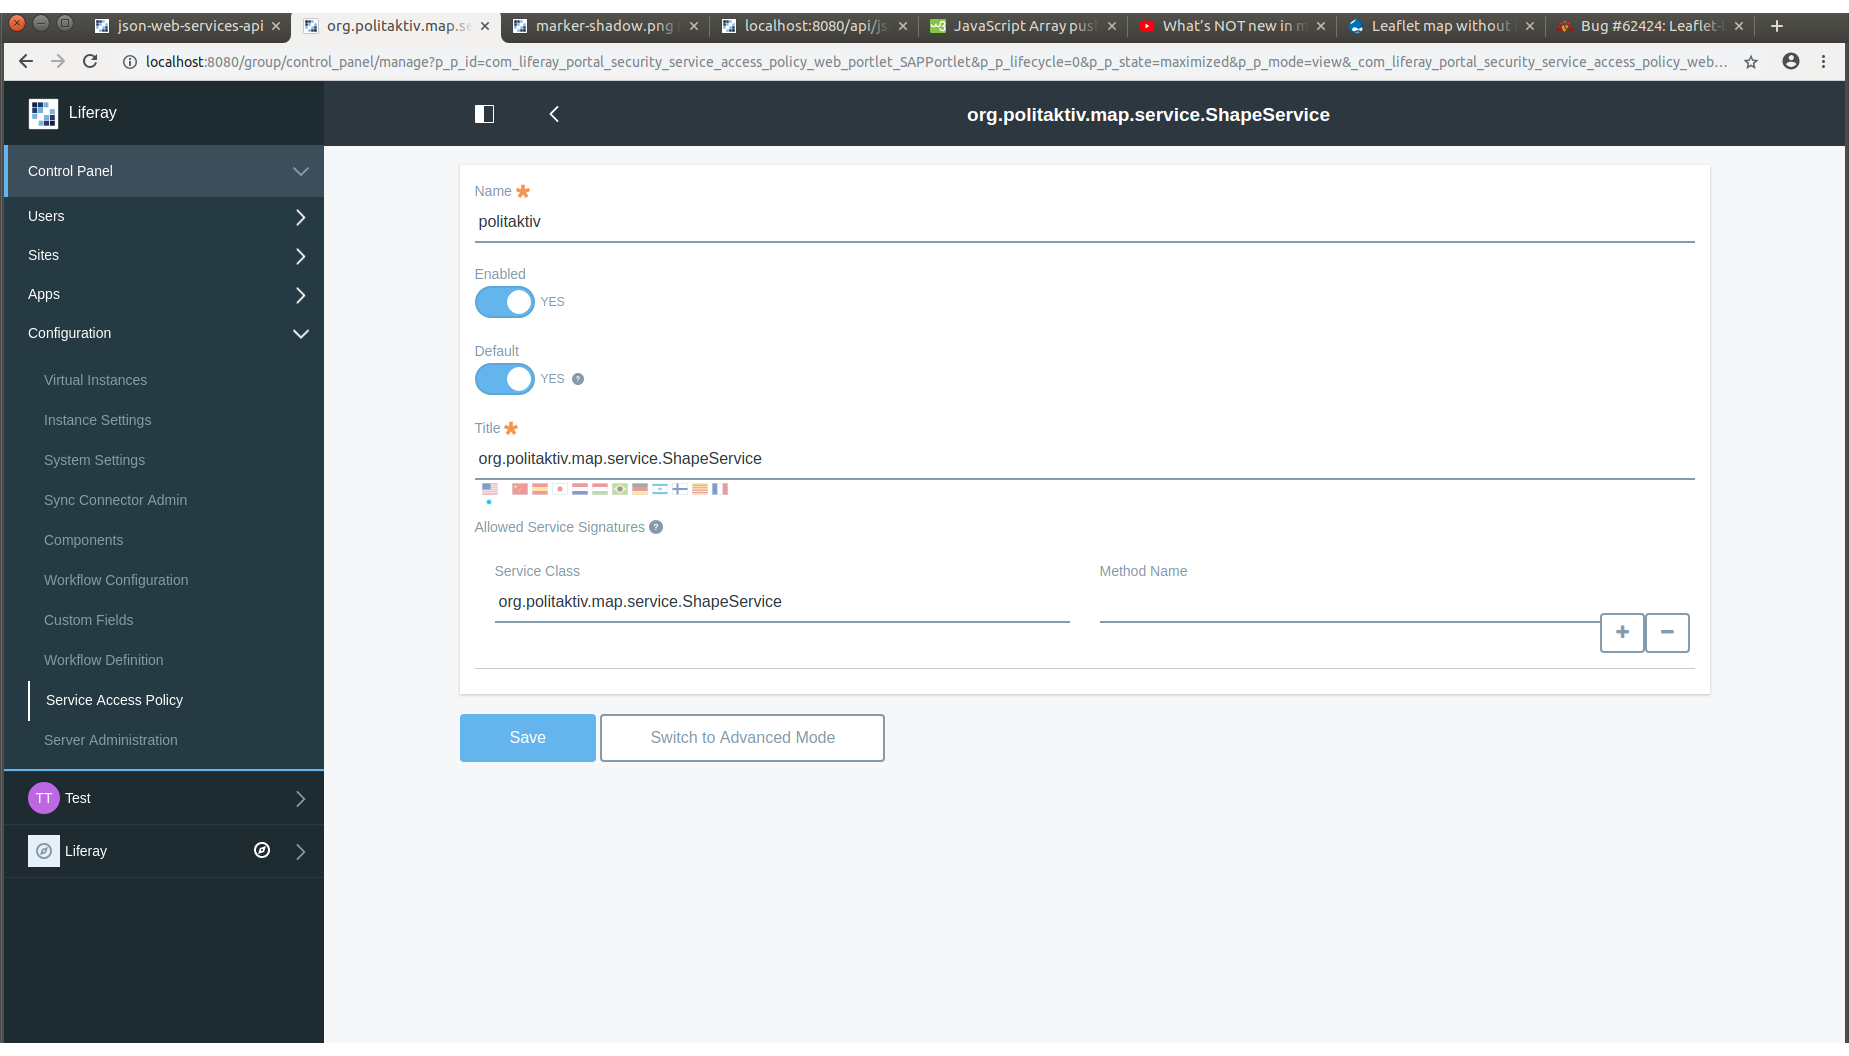 json-web-services-api
org.politaktiv.map.se
marker-shadow.png
localhost:8080/api/js
JavaScript Array push
What's NOT new in m
Leaflet map without
Bug #62424: Leaflet-
localhost:8080/group/control_panel/manage?p_p_id=com_liferay_portal_security_service_access_policy_web_portlet_SAPPortlet&p_p_lifecycle=0&p_p_state=maximized&p_p_mode=view&_com_liferay_portal_security_service_access_policy_web...
Liferay
org.politaktiv.map.service.ShapeService
Control Panel
Users
Sites
Apps
Configuration
Virtual Instances
Instance Settings
System Settings
Sync Connector Admin
Components
Workflow Configuration
Custom Fields
Workflow Definition
Service Access Policy
Server Administration
TT Test
Liferay
Name
politaktiv
Enabled
YES
Default
YES ?
Title
org.politaktiv.map.service.ShapeService
Allowed Service Signatures ?
Service Class
org.politaktiv.map.service.ShapeService
Method Name
+ −
Save
Switch to Advanced Mode